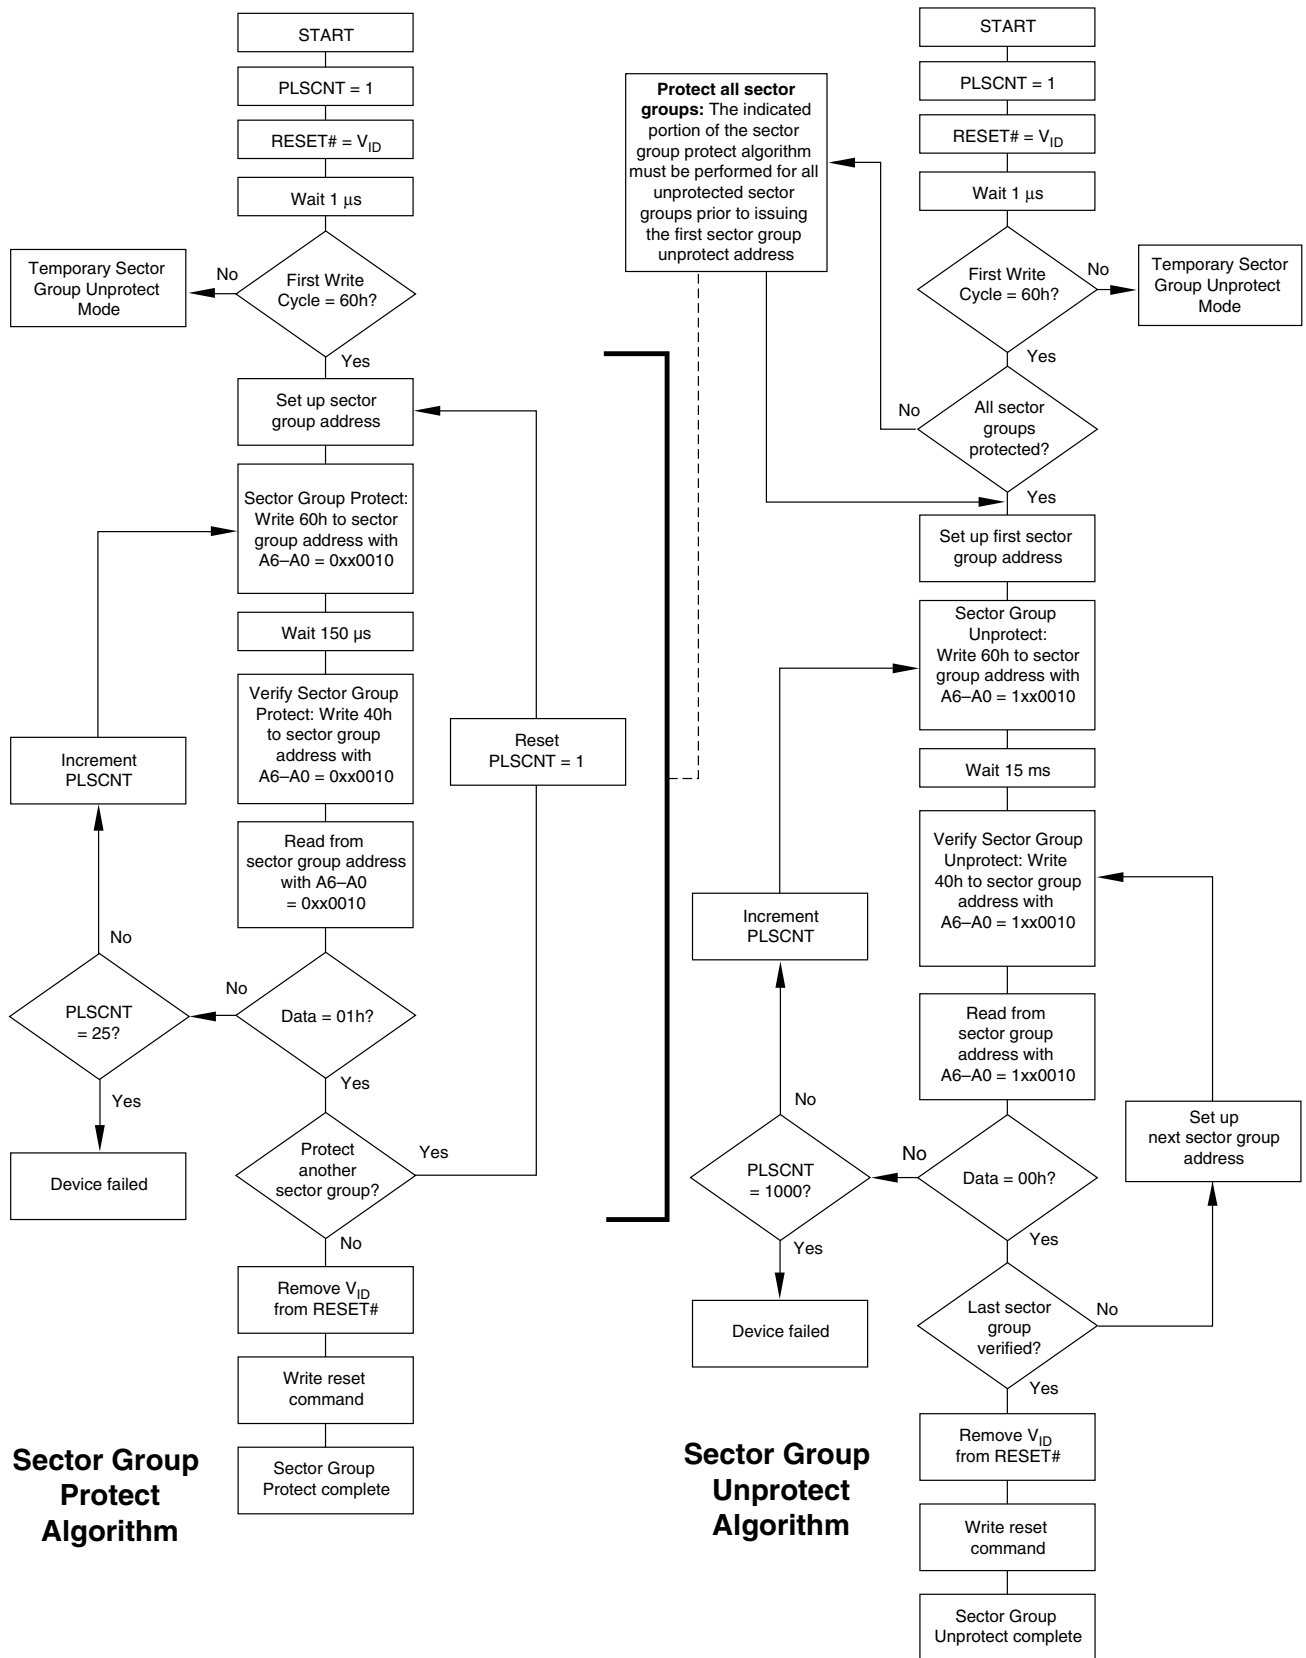 START
PLSCNT = 1
RESET# = VID
Wait 1 μs
First Write
Cycle = 60h?
No
Temporary Sector
Group Unprotect
Mode
Yes
Set up sector
group address
Sector Group Protect:
Write 60h to sector
group address with
A6–A0 = 0xx0010
Wait 150 µs
Verify Sector Group
Protect: Write 40h
to sector group
address with
A6–A0 = 0xx0010
Increment
PLSCNT
Reset
PLSCNT = 1
Read from
sector group address
with A6–A0
= 0xx0010
No
No
PLSCNT
= 25?
Data = 01h?
Yes
Yes
Device failed
Protect
another
sector group?
Yes
No
Remove VID
from RESET#
Write reset
command
Sector Group
Protect complete
Sector Group
Protect
Algorithm
Protect all sector
groups: The indicated
portion of the sector
group protect algorithm
must be performed for all
unprotected sector
groups prior to issuing
the first sector group
unprotect address
START
PLSCNT = 1
RESET# = VID
Wait 1 μs
First Write
Cycle = 60h?
No
Temporary Sector
Group Unprotect
Mode
Yes
No
All sector
groups
protected?
Yes
Set up first sector
group address
Sector Group
Unprotect:
Write 60h to sector
group address with
A6–A0 = 1xx0010
Wait 15 ms
Verify Sector Group
Unprotect: Write
40h to sector group
address with
A6–A0 = 1xx0010
Increment
PLSCNT
Read from
sector group
address with
A6–A0 = 1xx0010
No
No
PLSCNT
= 1000?
Data = 00h?
Set up
next sector group
address
Yes
Yes
Device failed
Last sector
group
verified?
No
Yes
Remove VID
from RESET#
Write reset
command
Sector Group
Unprotect complete
Sector Group
Unprotect
Algorithm